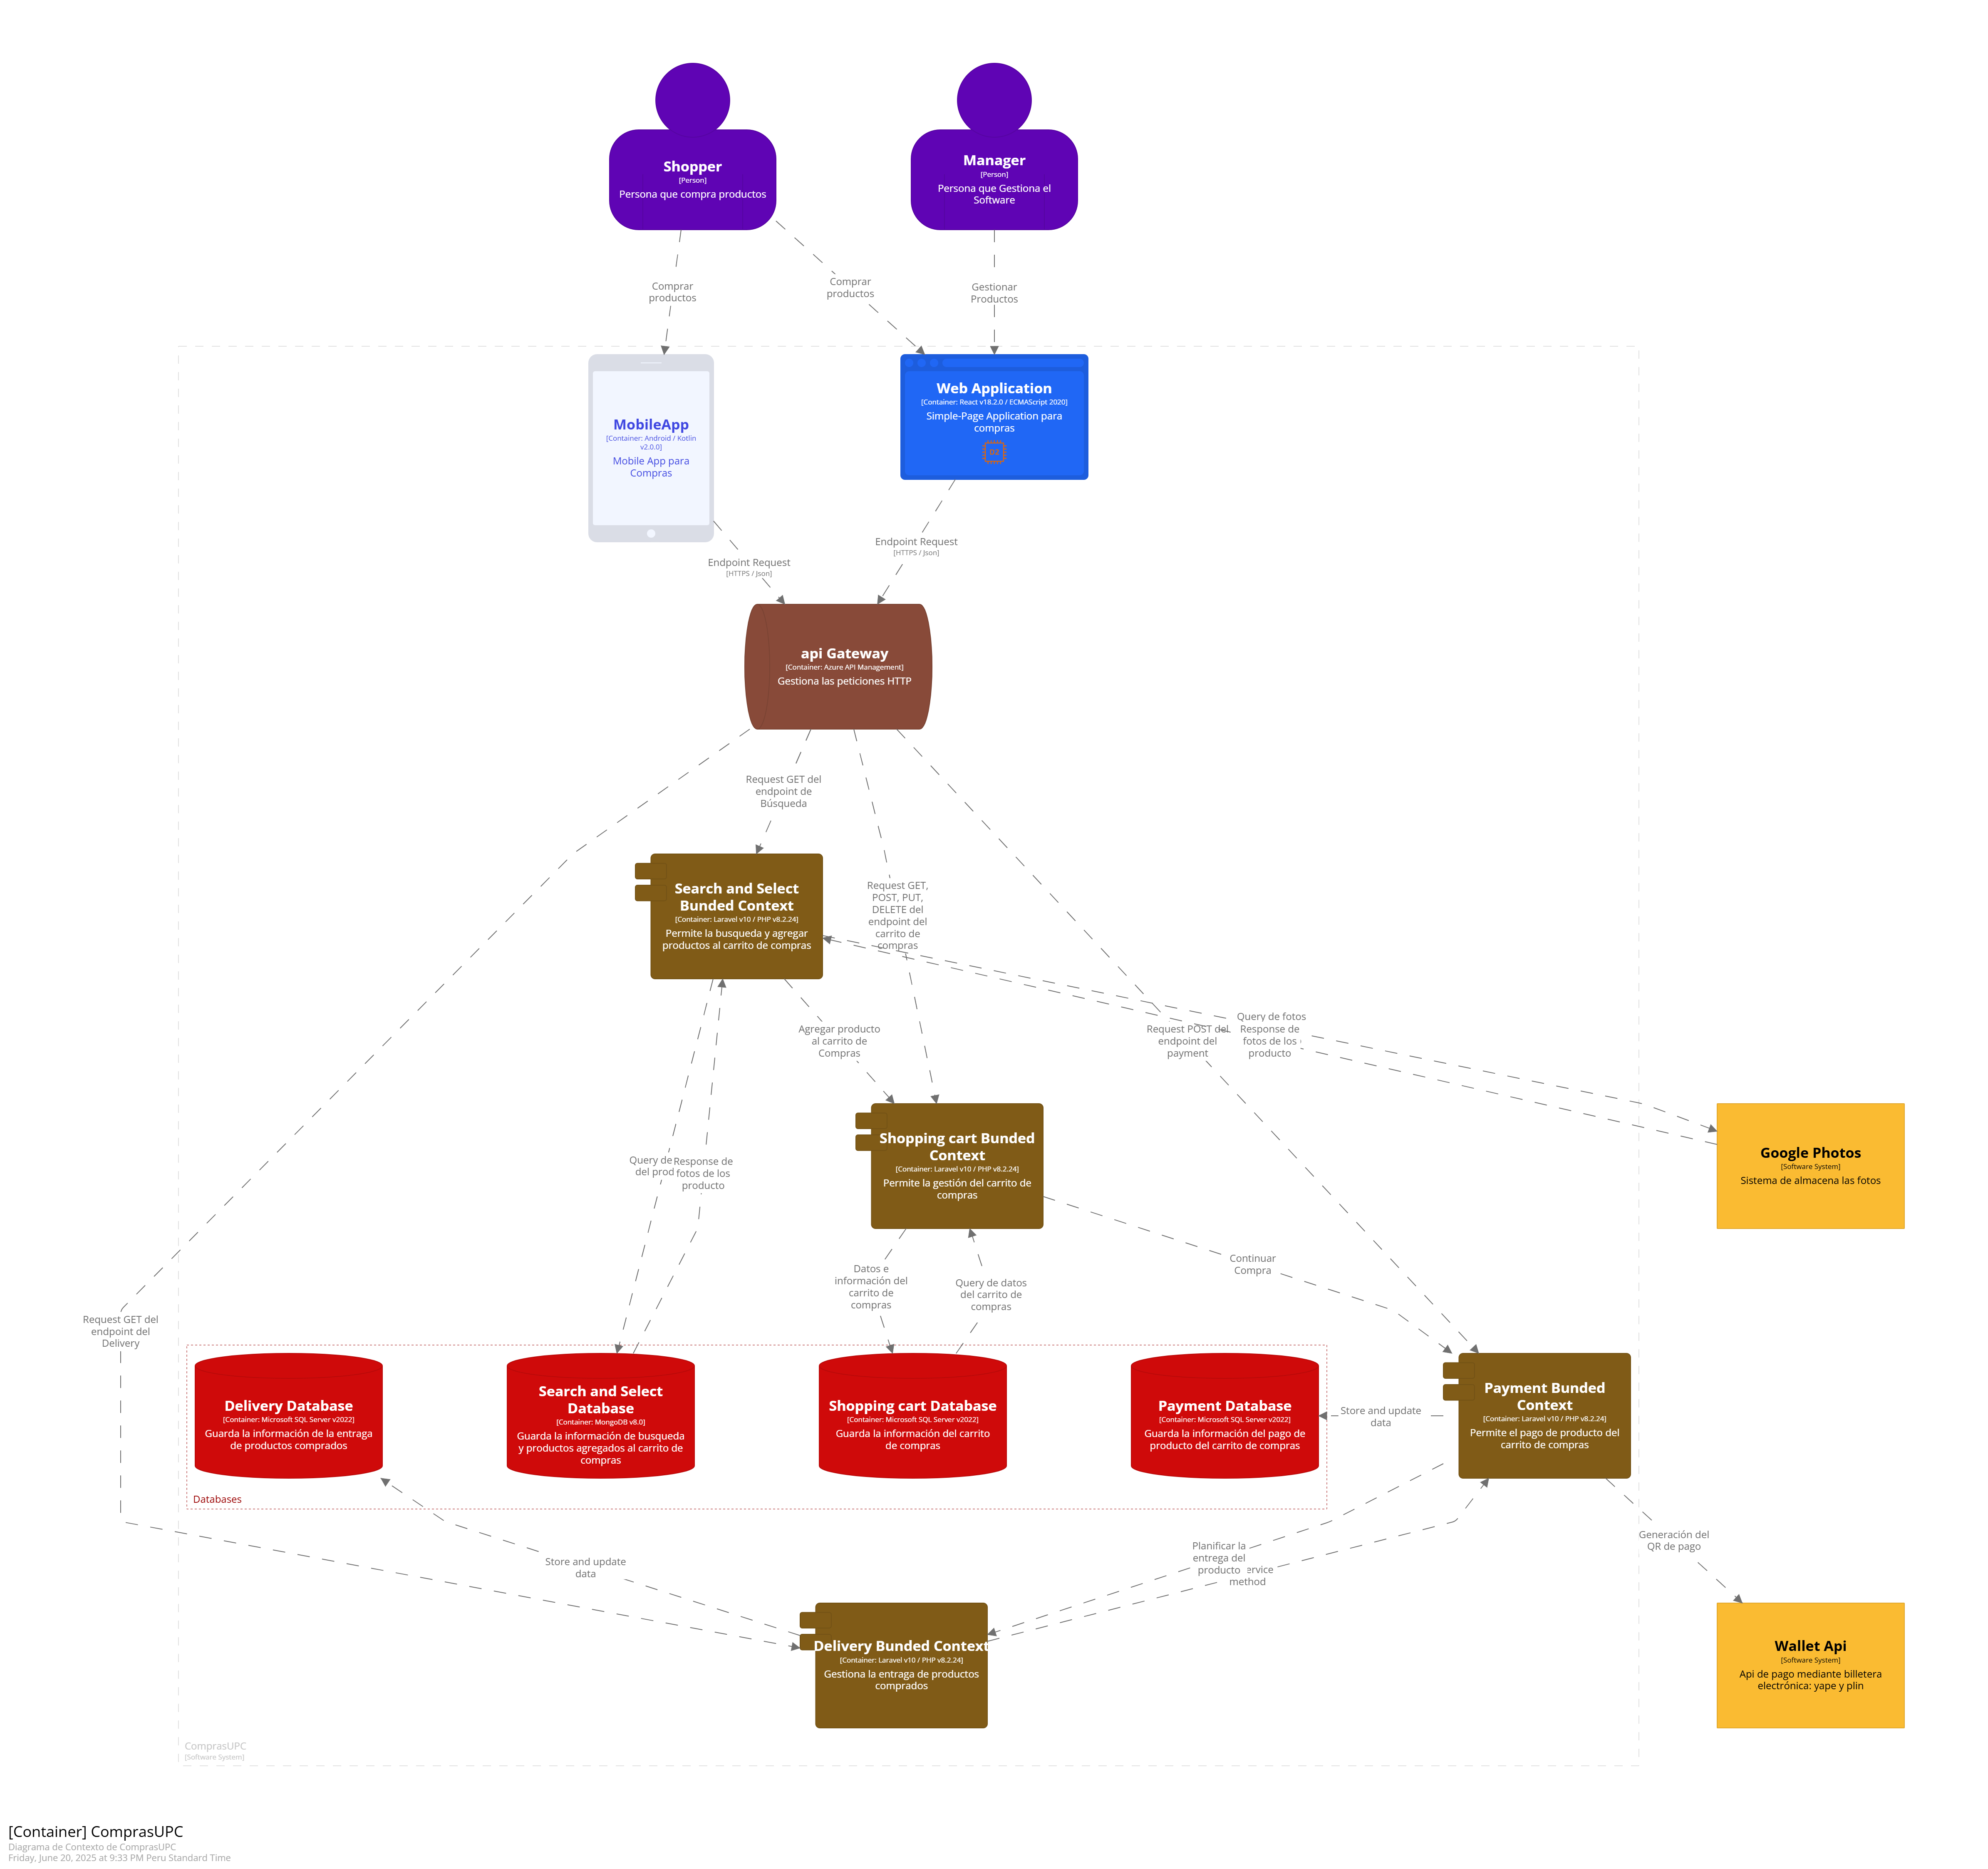 Shopper
[Person]
Persona que compra productos
Manager
[Person]
Persona que Gestiona el
Software
Comprar
productos
Comprar
productos
Gestionar
Productos
MobileApp
[Container: Android / Kotlin
v2.0.0]
Mobile App para
Compras
Web Application
[Container: React v18.2.0 / ECMAScript 2020]
Simple-Page Application para
compras
Endpoint Request
[HTTPS / Json]
Endpoint Request
[HTTPS / Json]
api Gateway
[Container: Azure API Management]
Gestiona las peticiones HTTP
Request GET del
endpoint de
Búsqueda
Request GET,
POST, PUT,
DELETE del
endpoint del
carrito de
compras
Search and Select
Bunded Context
[Container: Laravel v10 / PHP v8.2.24]
Permite la busqueda y agregar
productos al carrito de compras
Agregar producto
al carrito de
Compras
Request POST del
endpoint del
payment
Query de fotos
Response de
fotos de los
producto
Shopping cart Bunded
Context
[Container: Laravel v10 / PHP v8.2.24]
Permite la gestión del carrito de
compras
Google Photos
[Software System]
Sistema de almacena las fotos
Query de
del prod
Response de
fotos de los
producto
Datos e
información del
carrito de
compras
Query de datos
del carrito de
compras
Continuar
Compra
Request GET del
endpoint del
Delivery
Delivery Database
[Container: Microsoft SQL Server v2022]
Guarda la información de la entraga
de productos comprados
Search and Select
Database
[Container: MongoDB v8.0]
Guarda la información de busqueda
y productos agregados al carrito de
compras
Shopping cart Database
[Container: Microsoft SQL Server v2022]
Guarda la información del carrito
de compras
Payment Database
[Container: Microsoft SQL Server v2022]
Guarda la información del pago de
producto del carrito de compras
Store and update
data
Payment Bunded
Context
[Container: Laravel v10 / PHP v8.2.24]
Permite el pago de producto del
carrito de compras
Databases
Store and update
data
Planificar la
entrega del
producto
method
Generación del
QR de pago
Delivery Bunded Context
[Container: Laravel v10 / PHP v8.2.24]
Gestiona la entraga de productos
comprados
Wallet Api
[Software System]
Api de pago mediante billetera
electrónica: yape y plin
ComprasUPC
[Software System]
[Container] ComprasUPC
Diagrama de Contexto de ComprasUPC
Friday, June 20, 2025 at 9:33 PM Peru Standard Time